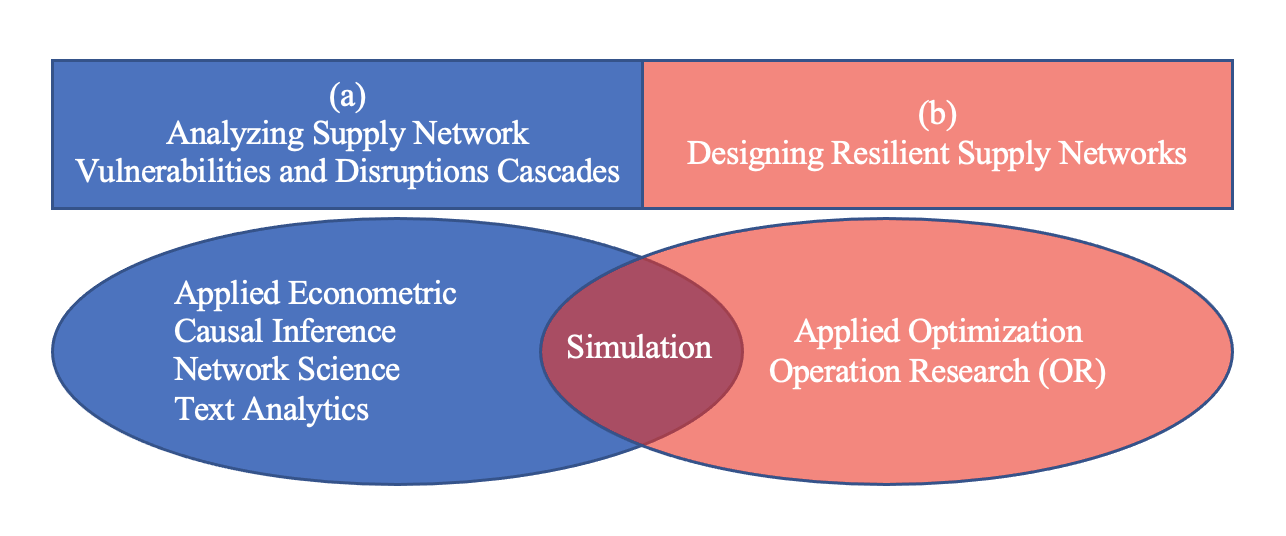 (a)
Analyzing Supply Network
Vulnerabilities and Disruptions Cascades
(b)
Designing Resilient Supply Networks
Applied Econometric
Causal Inference
Network Science
Text Analytics
Simulation
Applied Optimization
Operation Research (OR)